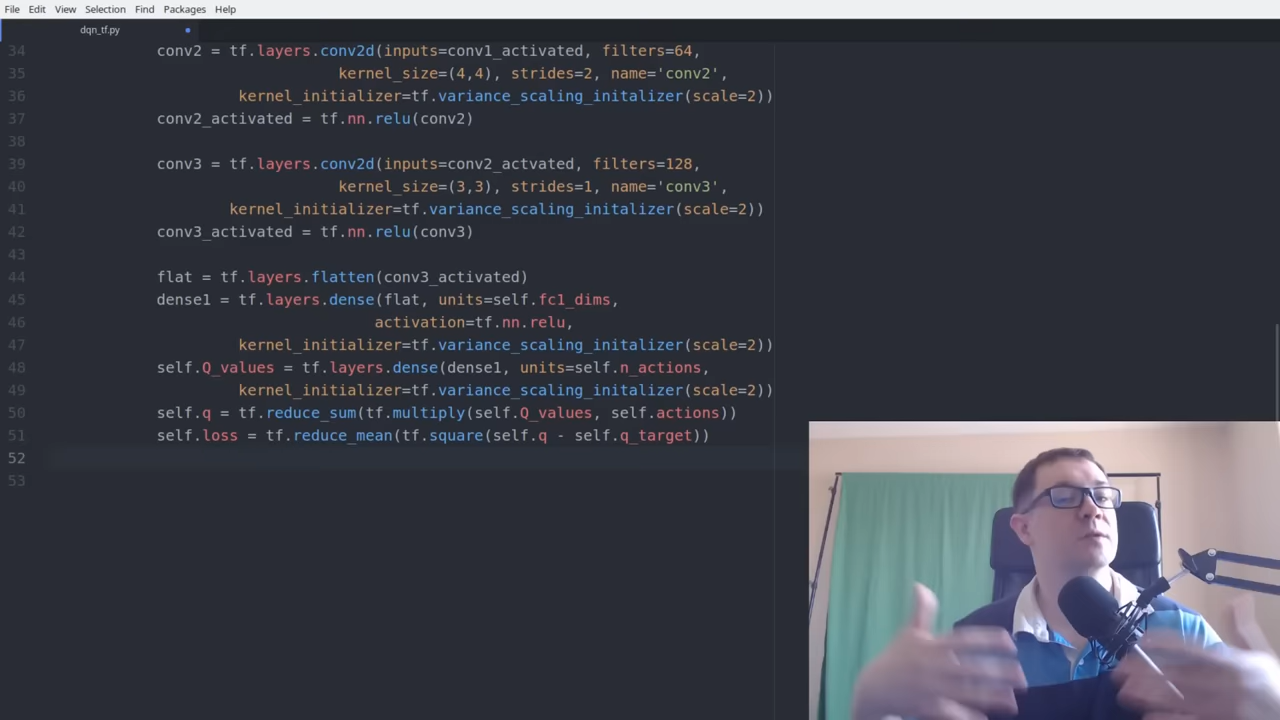 File Edit View Selection Find Packages Help
dqn_tf.py
34 conv2 = tf.layers.conv2d(inputs=conv1_activated, filters=64,
35 kernel_size=(4,4), strides=2, name='conv2',
36 kernel_initializer=tf.variance_scaling_initalizer(scale=2))
37 conv2_activated = tf.nn.relu(conv2)
38
39 conv3 = tf.layers.conv2d(inputs=conv2_actvated, filters=128,
40 kernel_size=(3,3), strides=1, name='conv3',
41 kernel_initializer=tf.variance_scaling_initalizer(scale=2))
42 conv3_activated = tf.nn.relu(conv3)
43
44 flat = tf.layers.flatten(conv3_activated)
45 dense1 = tf.layers.dense(flat, units=self.fc1_dims,
46 activation=tf.nn.relu,
47 kernel_initializer=tf.variance_scaling_initalizer(scale=2))
48 self.Q_values = tf.layers.dense(dense1, units=self.n_actions,
49 kernel_initializer=tf.variance_scaling_initalizer(scale=2))
50 self.q = tf.reduce_sum(tf.multiply(self.Q_values, self.actions))
51 self.loss = tf.reduce_mean(tf.square(self.q - self.q_target))
52
53